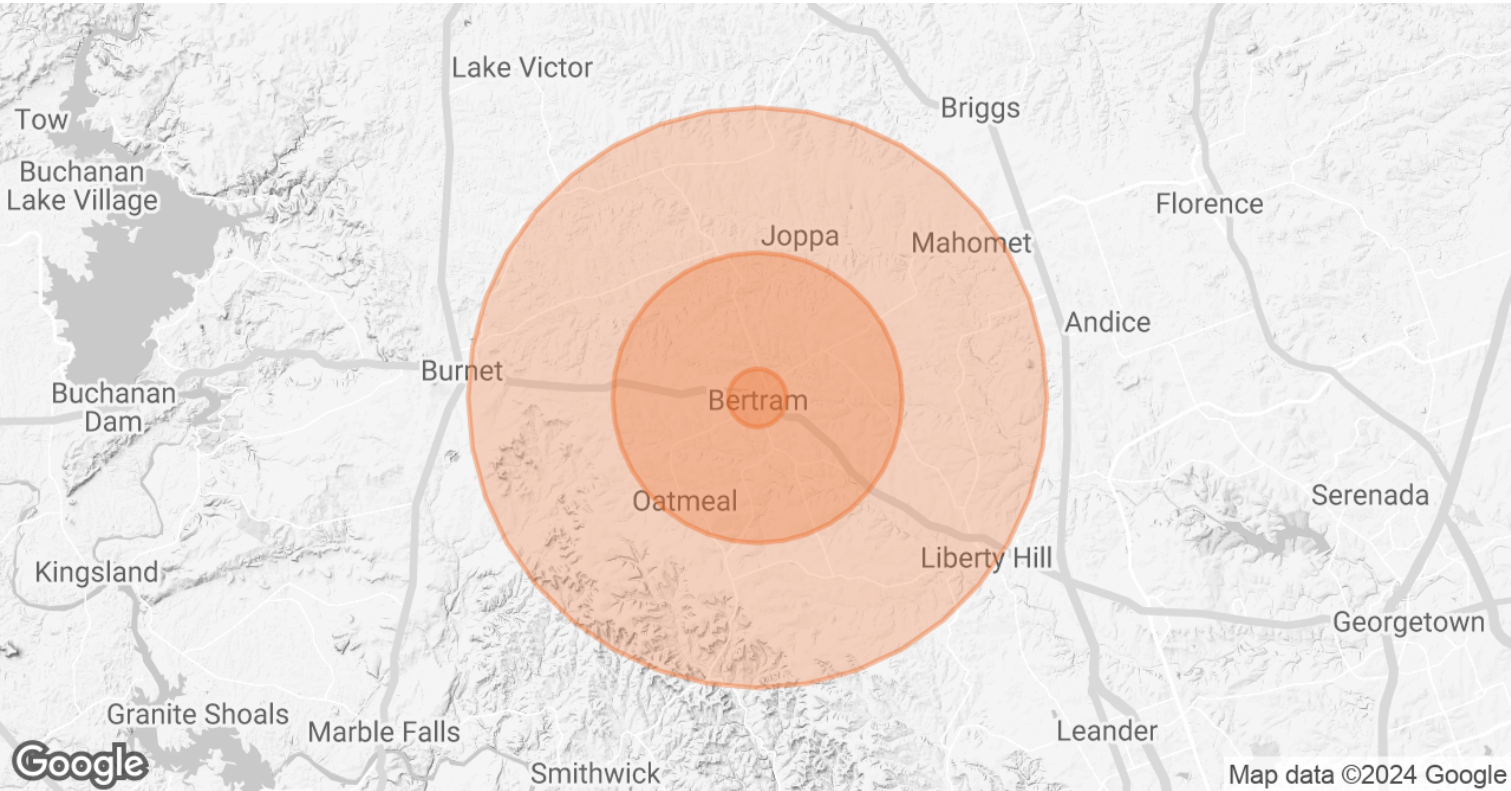 Lake Victor
Briggs
Tow
Buchanan
Lake Village
Florence
Joppa
Mahomet
Andice
Burnet
Buchanan
Dam
Bertram
Oatmeal
Serenada
Liberty Hill
Kingsland
Georgetown
Granite Shoals
Marble Falls
Leander
Smithwick
Google
Map data ©2024 Google